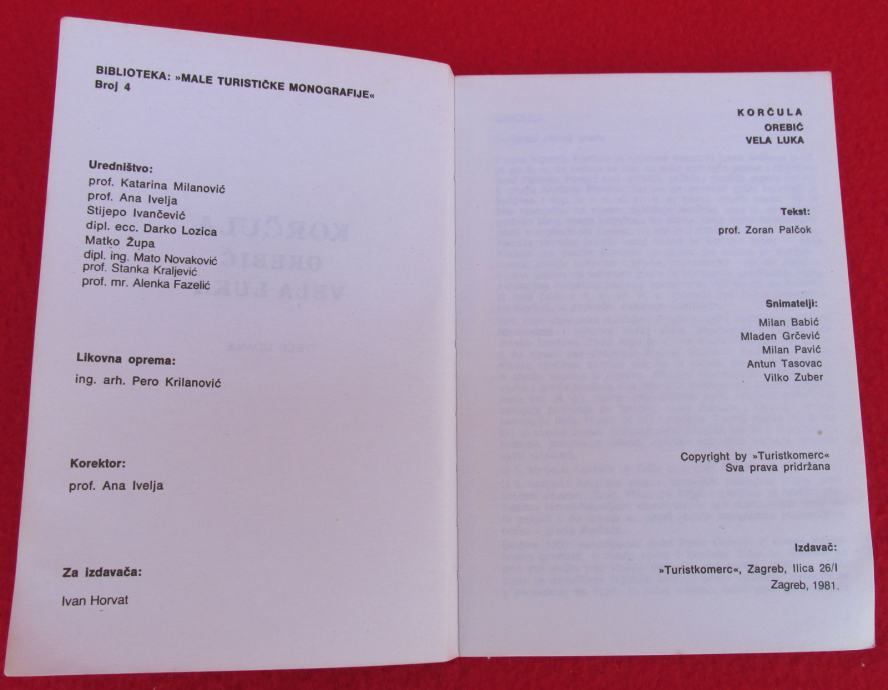 BIBLIOTEKA: »MALE TURISTIČKE MONOGRAFIJE«
Broj 4
Uredništvo:
prof. Katarina Milanović
prof. Ana Ivelja
Stijepo Ivančević
dipl. ecc. Darko Lozica
Matko Župa
dipl. ing. Mato Novaković
prof. Stanka Kraljević
prof. mr. Alenka Fazelić
Likovna oprema:
ing. arh. Pero Krilanović
Korektor:
prof. Ana Ivelja
Za izdavača:
Ivan Horvat
KORČULA
OREBIĆ
VELA LUKA
Tekst:
prof. Zoran Palčok
Snimatelji:
Milan Babić
Mladen Grčević
Milan Pavić
Antun Tasovac
Vilko Zuber
Copyright by »Turistkomerc«
Sva prava pridržana
Izdavač:
»Turistkomerc«, Zagreb, Ilica 26/I
Zagreb, 1981.